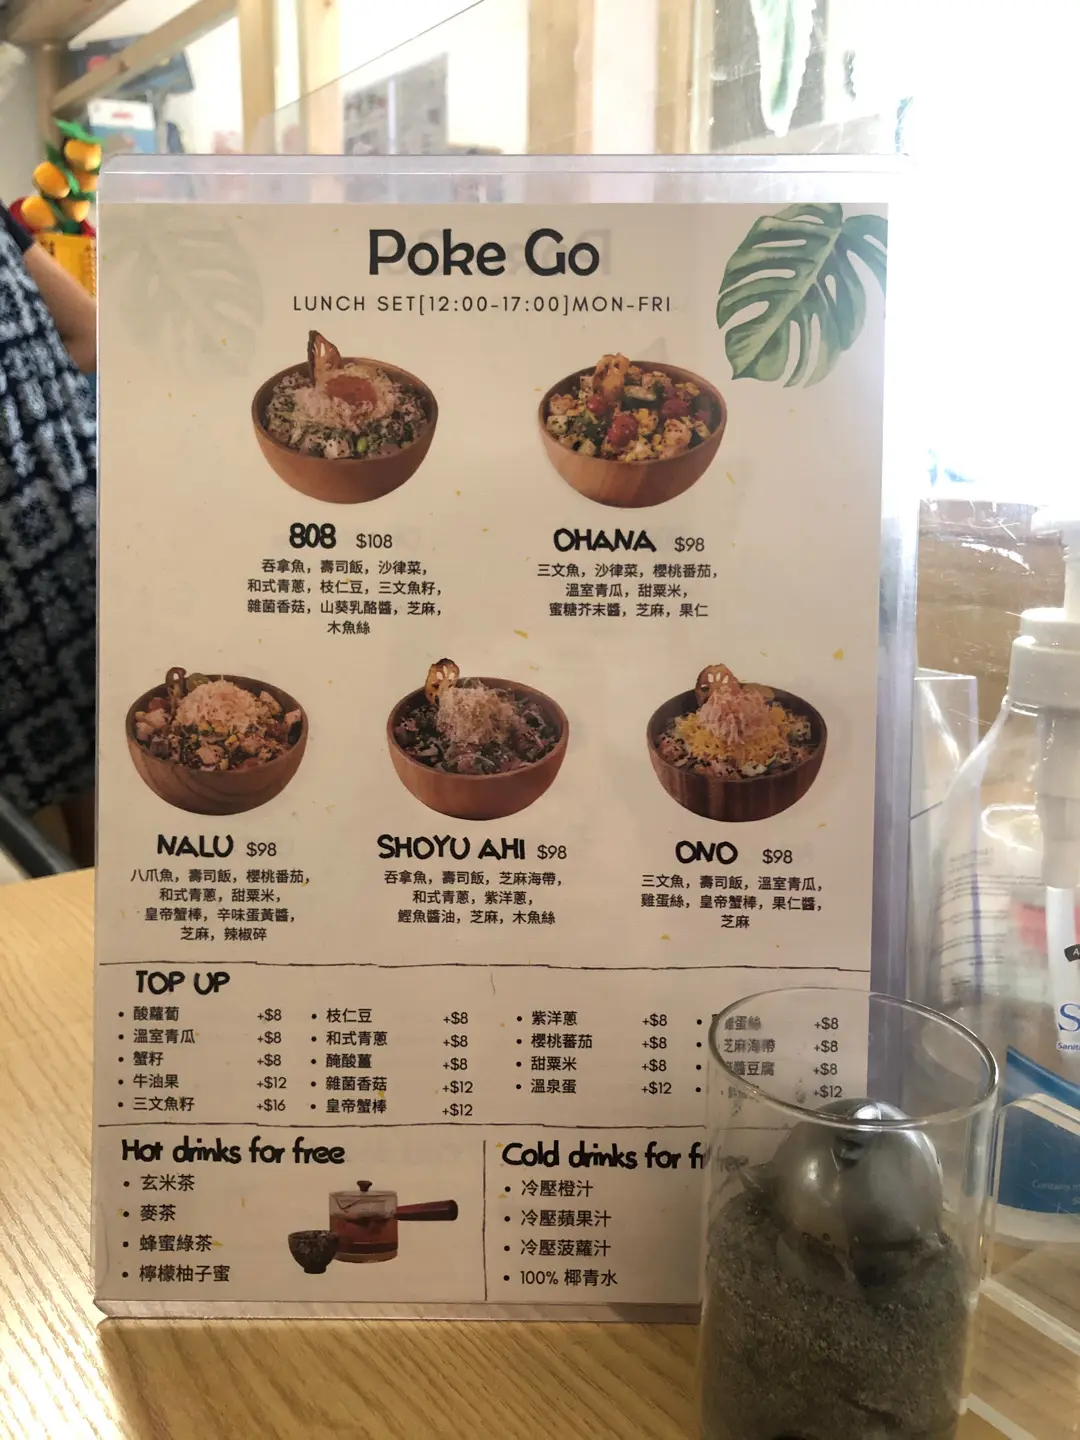 Poke Go
LUNCH SET[12:00-17:00]MON-FRI
808 $108
吞拿魚，壽司飯，沙律菜，
和式青蔥，枝仁豆，三文魚籽，
雜菌香菇，山葵乳酪醬，芝麻，
木魚絲
OHANA $98
三文魚，沙律菜，櫻桃番茄，
溫室青瓜，甜粟米，
蜜糖芥末醬，芝麻，果仁
NALU $98
八爪魚，壽司飯，櫻桃番茄，
和式青蔥，甜粟米，
皇帝蟹棒，辛味蛋黃醬，
芝麻，辣椒碎
SHOYU AHI $98
吞拿魚，壽司飯，芝麻海帶，
和式青蔥，紫洋蔥，
鰹魚醬油，芝麻，木魚絲
ONO $98
三文魚，壽司飯，溫室青瓜，
雞蛋絲，皇帝蟹棒，果仁醬，
芝麻
TOP UP
• 酸蘿蔔 +$8
• 溫室青瓜 +$8
• 蟹籽 +$8
• 牛油果 +$12
• 三文魚籽 +$16
• 枝仁豆 +$8
• 和式青蔥 +$8
• 醃酸薑 +$8
• 雜菌香菇 +$12
• 皇帝蟹棒 +$12
• 紫洋蔥 +$8
• 櫻桃蕃茄 +$8
• 甜粟米 +$8
• 溫泉蛋 +$12
• 雞蛋絲 +$8
• 芝麻海帶 +$8
豆腐 +$8
• +$12
Hot drinks for free
• 玄米茶
• 麥茶
• 蜂蜜綠茶
• 檸檬柚子蜜
Cold drinks for
• 冷壓橙汁
• 冷壓蘋果汁
• 冷壓菠蘿汁
• 100% 椰青水